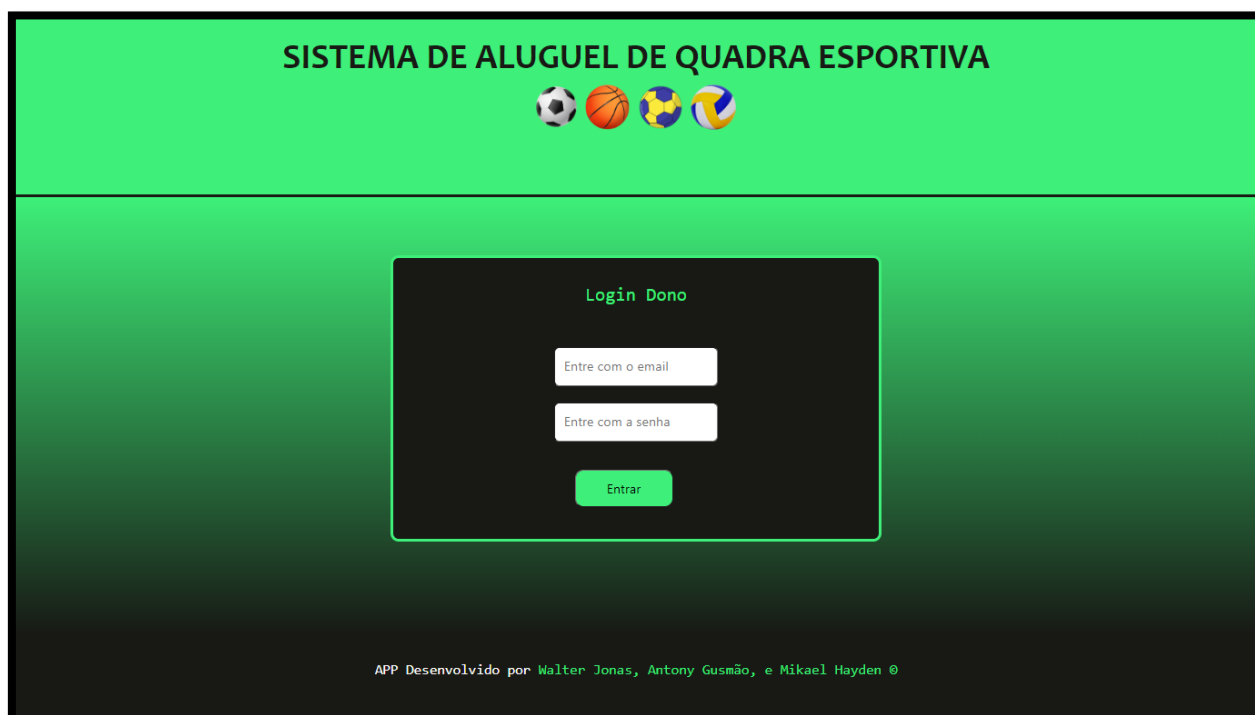 SISTEMA DE ALUGUEL DE QUADRA ESPORTIVA
Login Dono
Entre com o email
Entre com a senha
Entrar
APP Desenvolvido por Walter Jonas, Antony Gusmão, e Mikael Hayden ©